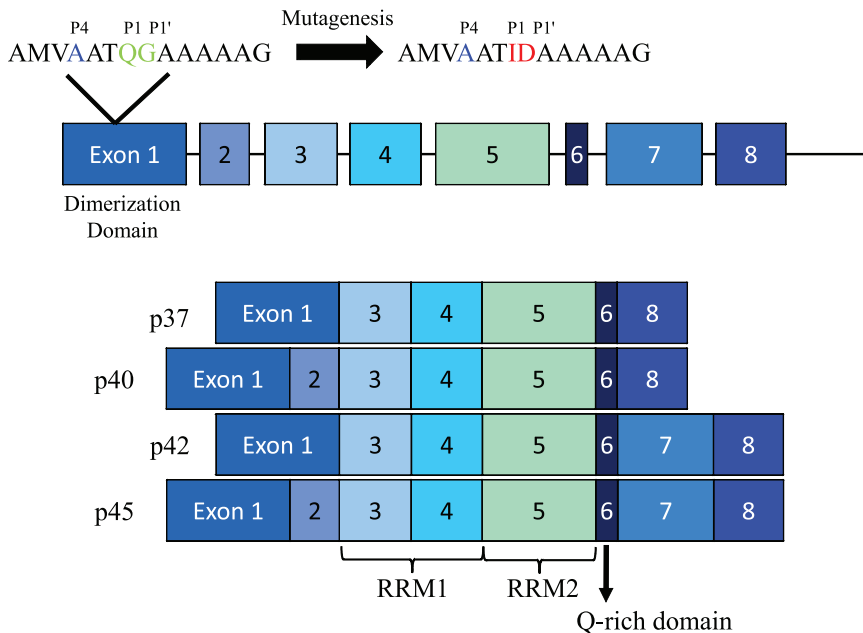 P4 P1 P1' Mutagenesis P4 P1 P1'
AMVAATQGAAAAAG AMVAATIDAAAAAG
Exon 1 2 3 4 5 6 7 8
Dimerization
Domain
p37 Exon 1 3 4 5 6 8
p40 Exon 1 2 3 4 5 6 8
p42 Exon 1 3 4 5 6 7 8
p45 Exon 1 2 3 4 5 6 7 8
RRM1 RRM2
Q-rich domain